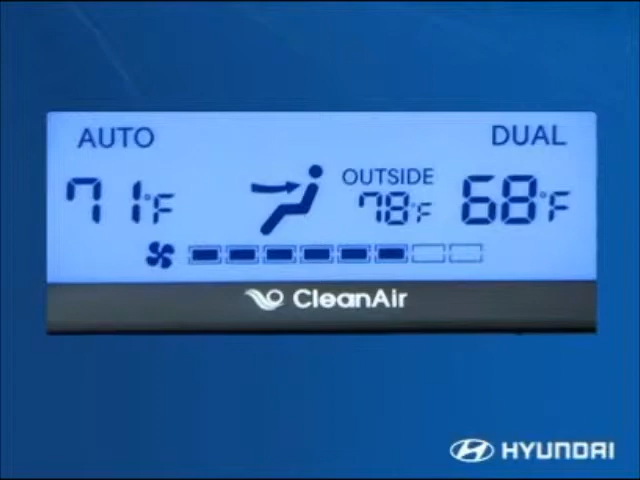 AUTO DUAL
OUTSIDE
71°F 78°F 68°F
CleanAir
HYUNDAI